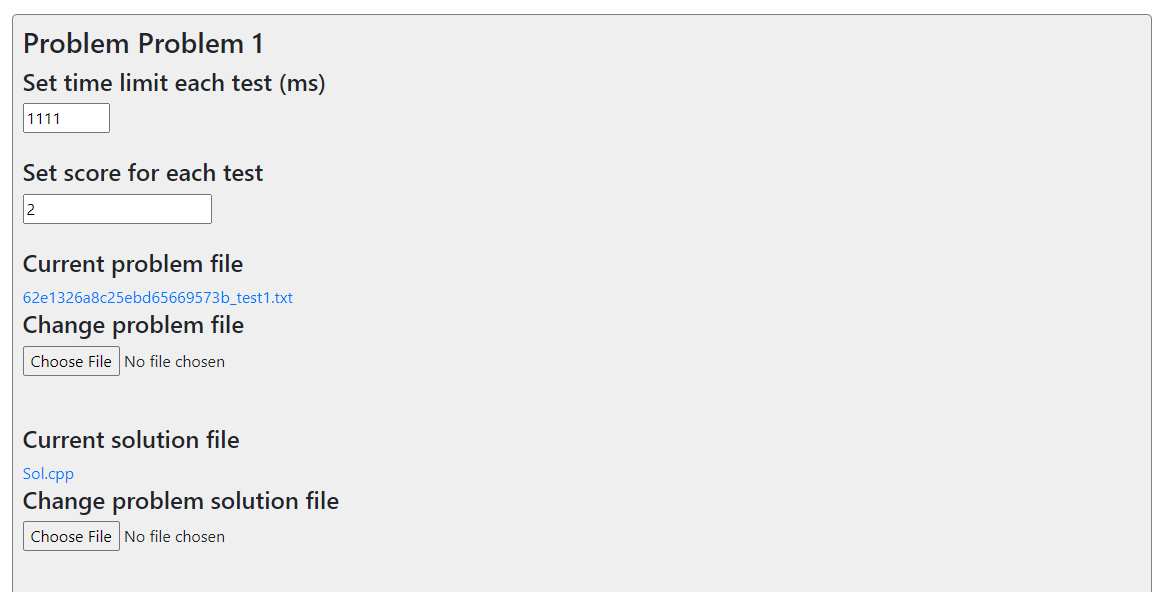 Problem Problem 1
Set time limit each test (ms)
1111
Set score for each test
2
Current problem file
62e1326a8c25ebd65669573b_test1.txt
Change problem file
Choose File No file chosen
Current solution file
Sol.cpp
Change problem solution file
Choose File No file chosen